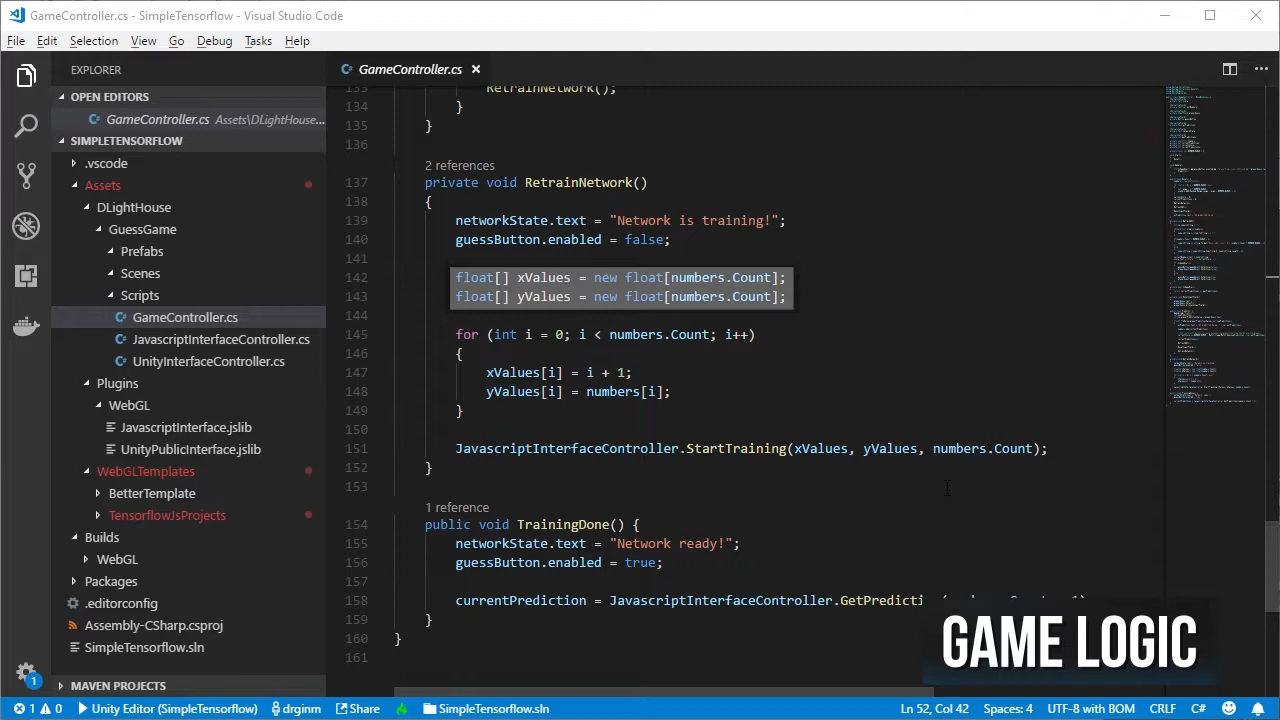 GameController.cs - SimpleTensorflow - Visual Studio Code
File Edit Selection View Go Debug Tasks Help
EXPLORER
OPEN EDITORS
GameController.cs Assets\DLightHouse...
SIMPLETENSORFLOW
.vscode
Assets
DLightHouse
GuessGame
Prefabs
Scenes
Scripts
GameController.cs
JavascriptInterfaceController.cs
UnityInterfaceController.cs
Plugins
WebGL
JavascriptInterface.jslib
UnityPublicInterface.jslib
WebGLTemplates
BetterTemplate
TensorflowJsProjects
Builds
WebGL
Packages
.editorconfig
Assembly-CSharp.csproj
SimpleTensorflow.sln
MAVEN PROJECTS
1
GameController.cs
133 RetrainNetwork();
134 }
135 }
136
2 references
137 private void RetrainNetwork()
138 {
139 networkState.text = "Network is training!";
140 guessButton.enabled = false;
142 float[] xValues = new float[numbers.Count];
143 float[] yValues = new float[numbers.Count];
145 for i = 0; i < numbers.Count; i++)
146 {
147 values[i] = i + 1;
148 yValues[i] = numbers[i];
149 }
150
151 JavascriptInterfaceController.StartTraining(xValues, yValues, numbers.Count);
152 }
153
1 reference
154 public void TrainingDone() {
155 networkState.text = "Network ready!";
156 guessButton.enabled = true;
157
158 currentPrediction = JavascriptInterfaceController.GetPredicti
159 }
160 }
161
GAME LOGIC
1 0 Unity Editor (SimpleTensorflow) drginm Share SimpleTensorflow.sln Ln 52, Col 42 Spaces: 4 UTF-8 with BOM CRLF C#